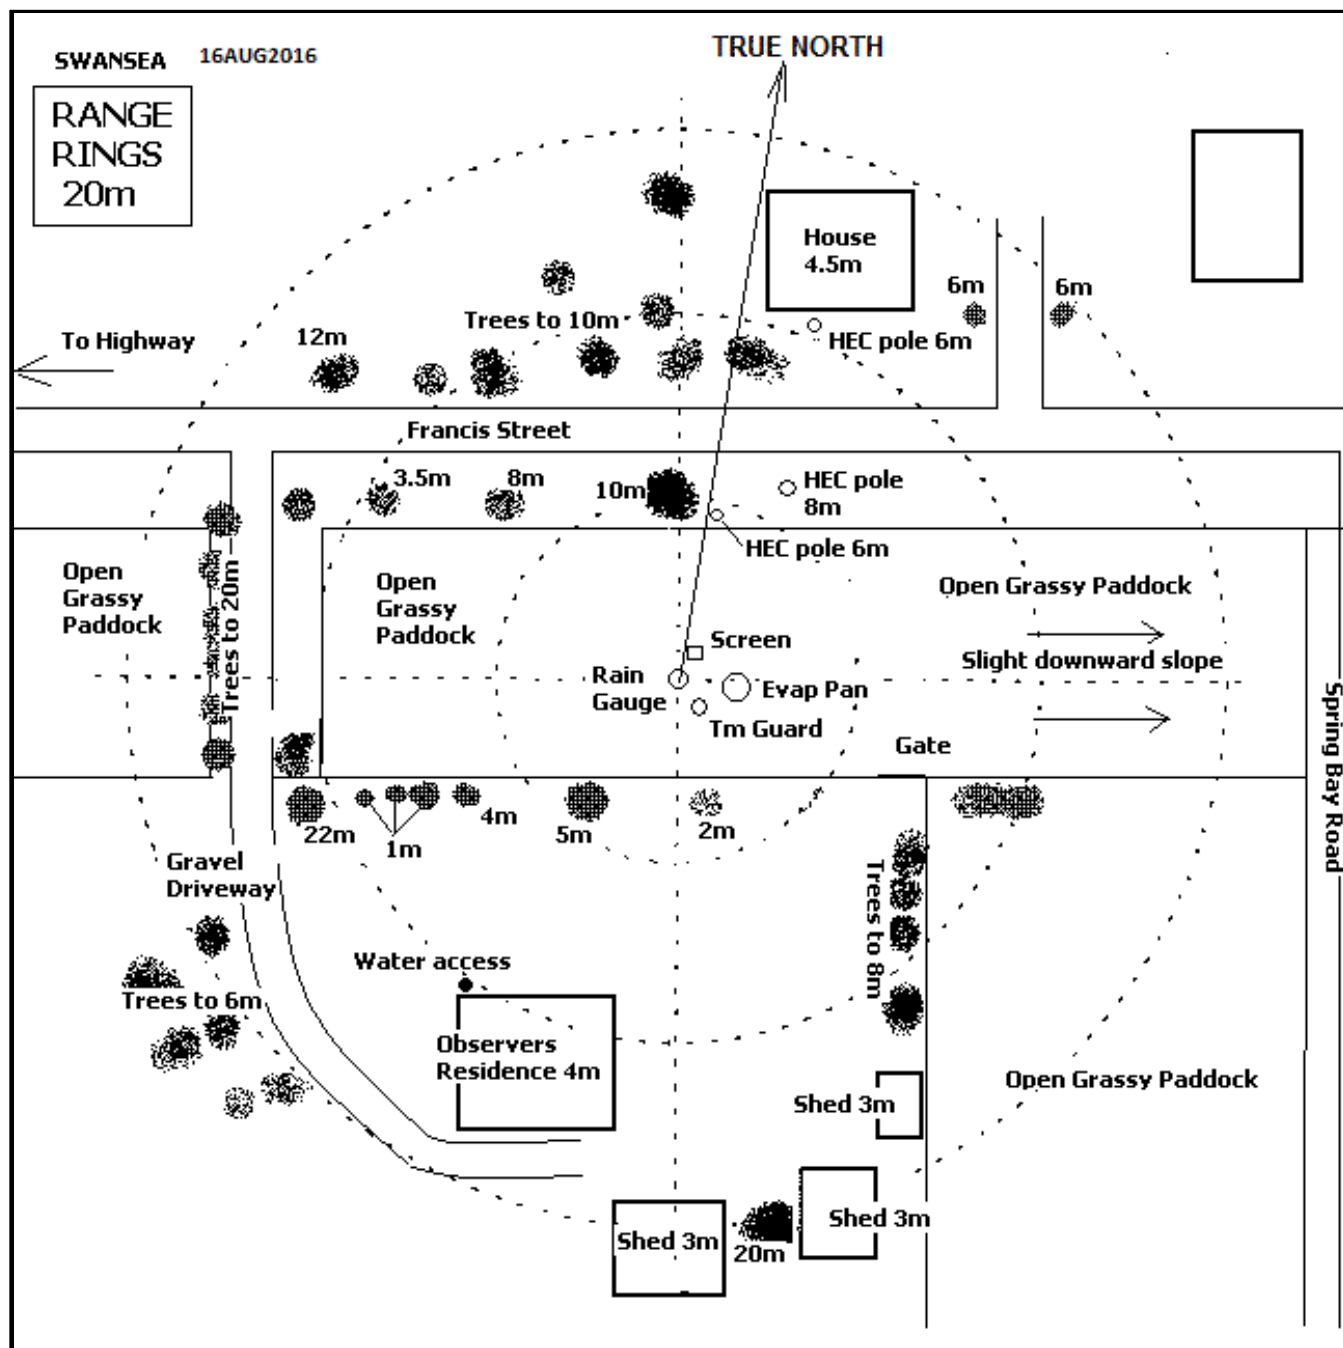 SWANSEA 16AUG2016
TRUE NORTH
RANGE
RINGS
20m
House
4.5m
6m
6m
Trees to 10m
HEC pole 6m
To Highway
12m
Francis Street
3.5m
8m
10m
HEC pole
8m
HEC pole 6m
Open
Grassy
Paddock
Trees to 20m
Open
Grassy
Paddock
Open Grassy Paddock
Screen
Slight downward slope
Rain
Gauge
Evap Pan
Tm Guard
Gate
Spring Bay Road
22m
1m
4m
5m
2m
Gravel
Driveway
Trees to 8m
Water access
Trees to 6m
Observers
Residence 4m
Open Grassy Paddock
Shed 3m
Shed 3m
Shed 3m
20m